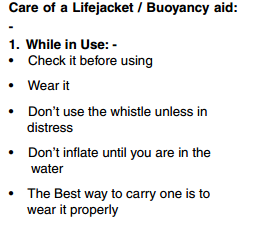 Care of a Lifejacket / Buoyancy aid:
-
1. While in Use: -
• Check it before using
• Wear it
• Don't use the whistle unless in
distress
• Don't inflate until you are in the
water
• The Best way to carry one is to
wear it properly